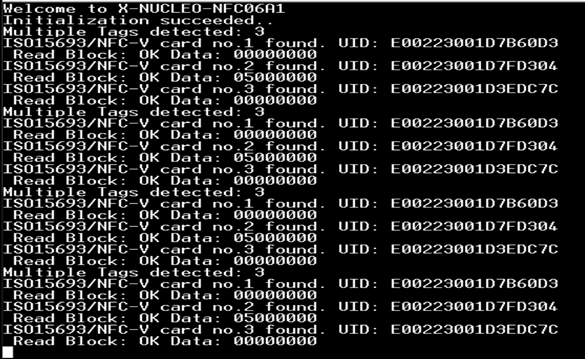 Welcome to X-NUCLEO-NFC06A1
Initialization succeeded..
Multiple Tags detected: 3
ISO15693/NFC-V card no.1 found. UID: E00223001D7B60D3
 Read Block: OK Data: 00000000
ISO15693/NFC-V card no.2 found. UID: E00223001D7FD304
 Read Block: OK Data: 05000000
ISO15693/NFC-V card no.3 found. UID: E00223001D3EDC7C
 Read Block: OK Data: 00000000
Multiple Tags detected: 3
ISO15693/NFC-V card no.1 found. UID: E00223001D7B60D3
 Read Block: OK Data: 00000000
ISO15693/NFC-V card no.2 found. UID: E00223001D7FD304
 Read Block: OK Data: 05000000
ISO15693/NFC-V card no.3 found. UID: E00223001D3EDC7C
 Read Block: OK Data: 00000000
Multiple Tags detected: 3
ISO15693/NFC-V card no.1 found. UID: E00223001D7B60D3
 Read Block: OK Data: 00000000
ISO15693/NFC-V card no.2 found. UID: E00223001D7FD304
 Read Block: OK Data: 05000000
ISO15693/NFC-V card no.3 found. UID: E00223001D3EDC7C
 Read Block: OK Data: 00000000
Multiple Tags detected: 3
ISO15693/NFC-V card no.1 found. UID: E00223001D7B60D3
 Read Block: OK Data: 00000000
ISO15693/NFC-V card no.2 found. UID: E00223001D7FD304
 Read Block: OK Data: 05000000
ISO15693/NFC-V card no.3 found. UID: E00223001D3EDC7C
 Read Block: OK Data: 00000000